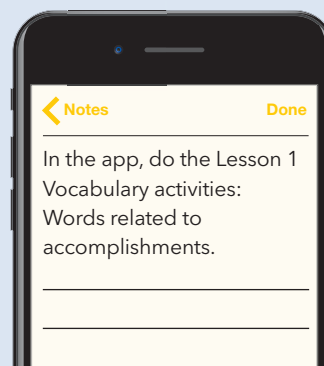 Notes Done
In the app, do the Lesson 1
Vocabulary activities:
Words related to
accomplishments.